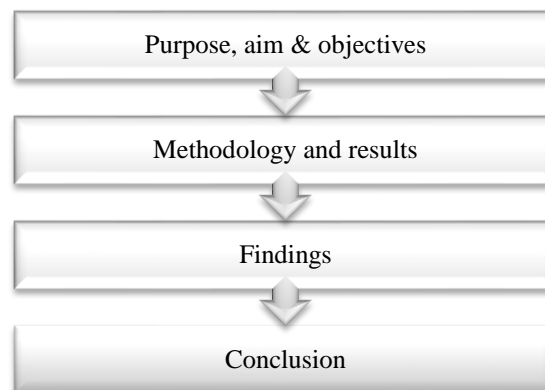 Purpose, aim & objectives
Methodology and results
Findings
Conclusion